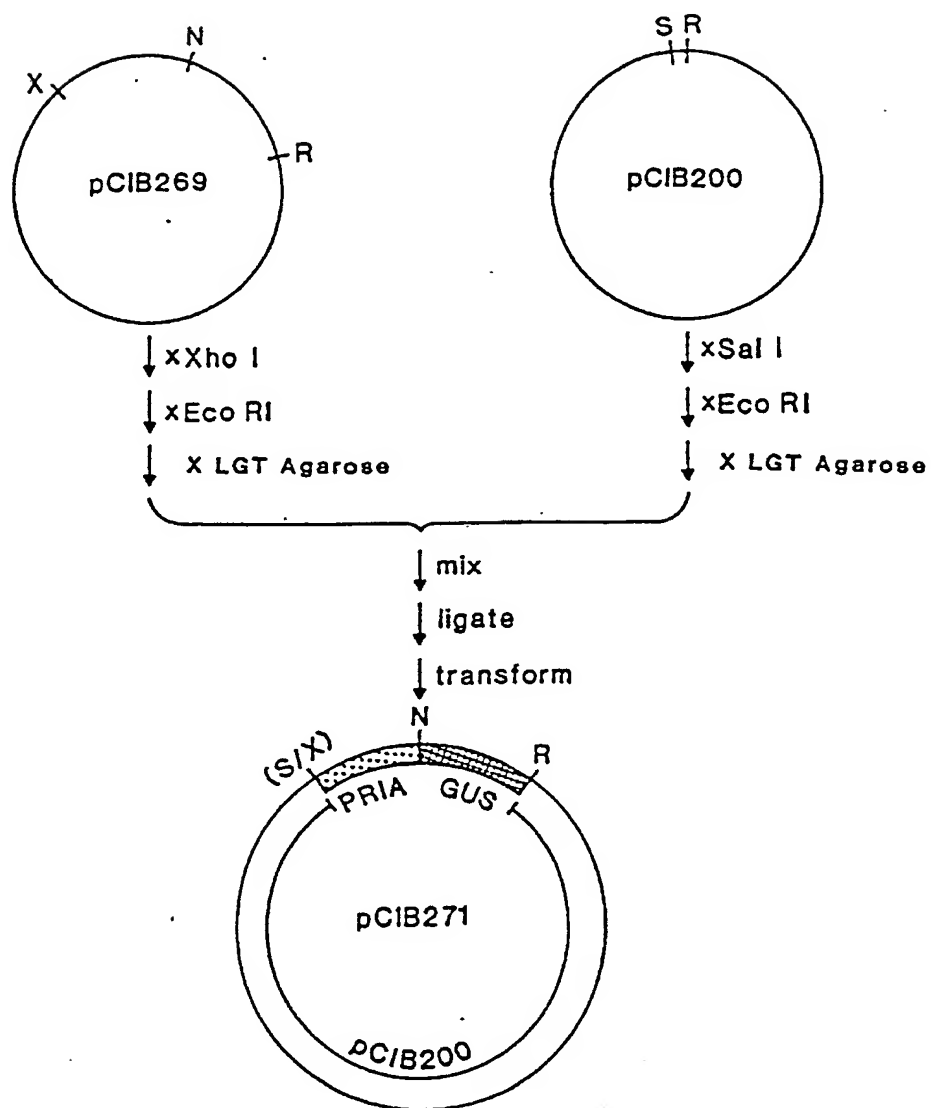 N
X
R
pCIB269
S R
pCIB200
xXho I
xEco RI
X LGT Agarose
xSal I
xEco RI
X LGT Agarose
mix
ligate
transform
N
(S/X)
R
PRIA
GUS
pCIB271
pCIB200